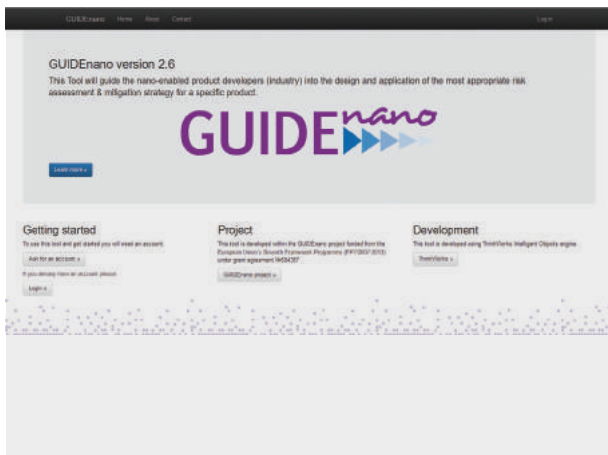 GUIDEnano Home About Contact Log in
GUIDEnano version 2.6
This Tool will guide the nano-enabled product developers (industry) into the design and application of the most appropriate risk
assessment & mitigation strategy for a specific product.
GUIDEnano
Learn more »
Getting started
To use this tool and get started you will need an account.
Ask for an account »
If you already have an account please
Login »
Project
This tool is developed within the GUIDEnano project funded from the
European Union's Seventh Framework Programme (FP7/2007-2013)
under grant agreement
GUIDEnano project »
Development
This tool is developed using ThinkWorks Intelligent Objects engine.
ThinkWorks »